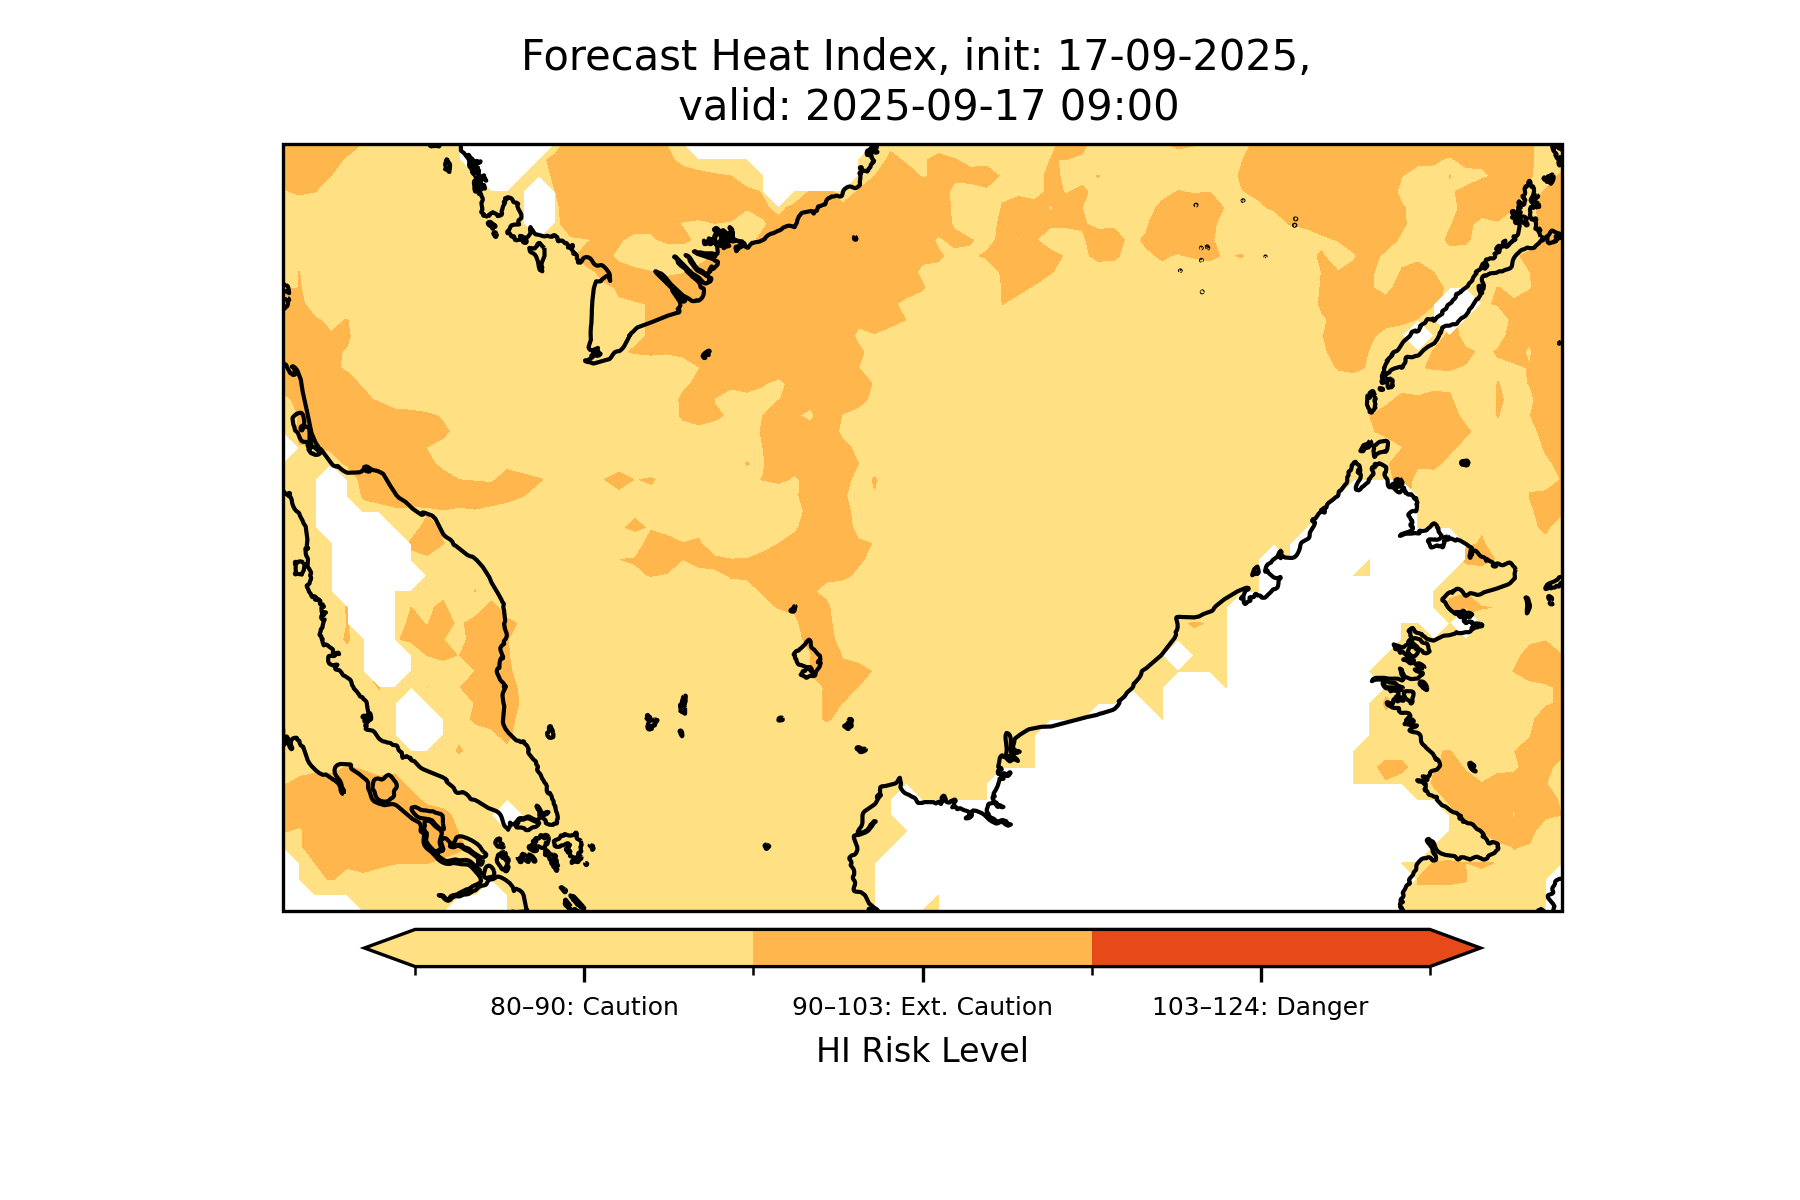 Forecast Heat Index, init: 17-09-2025,
valid: 2025-09-17 09:00
80–90: Caution
90–103: Ext. Caution
103–124: Danger
HI Risk Level